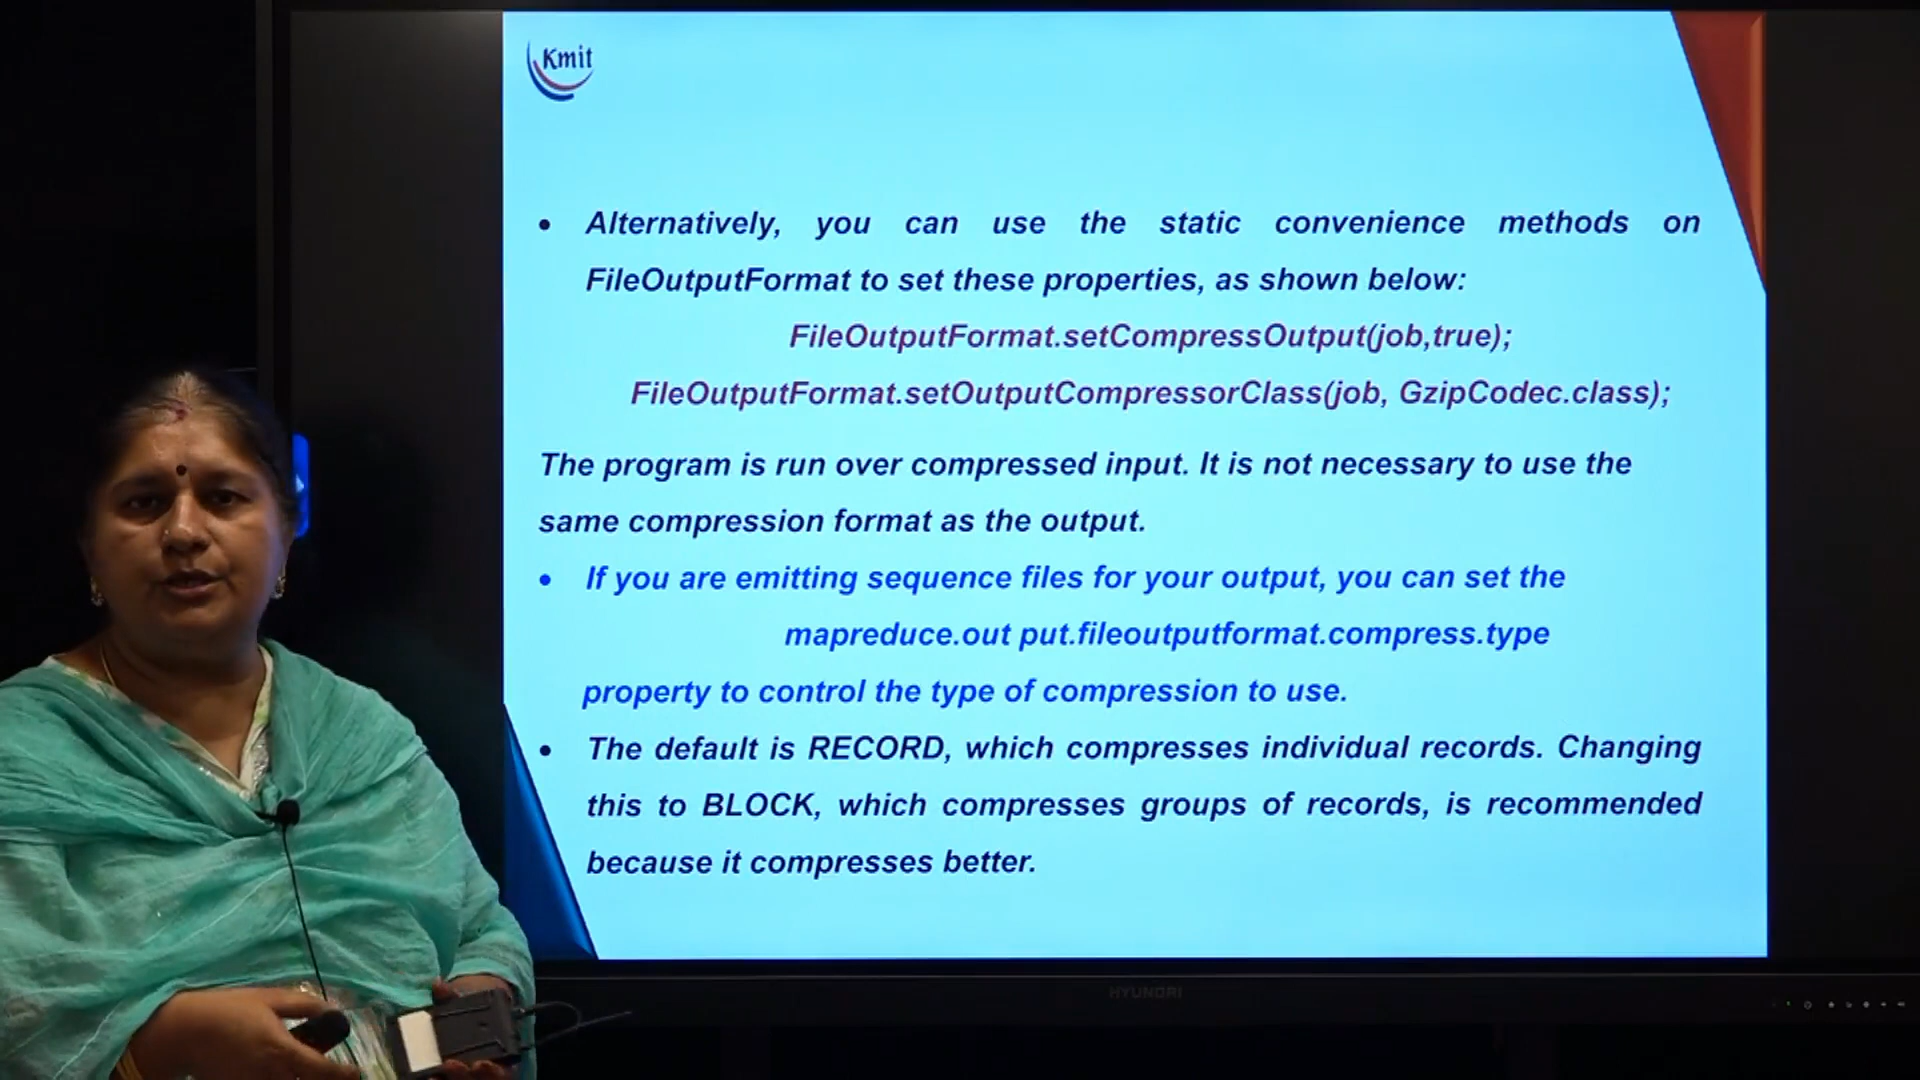 Kmit
• Alternatively, you can use the static convenience methods on
FileOutputFormat to set these properties, as shown below:
FileOutputFormat.setCompressOutput(job,true);
FileOutputFormat.setOutputCompressorClass(job, GzipCodec.class);
The program is run over compressed input. It is not necessary to use the
same compression format as the output.
• If you are emitting sequence files for your output, you can set the
mapreduce.out put.fileoutputformat.compress.type
property to control the type of compression to use.
• The default is RECORD, which compresses individual records. Changing
this to BLOCK, which compresses groups of records, is recommended
because it compresses better.
HYUNDAI